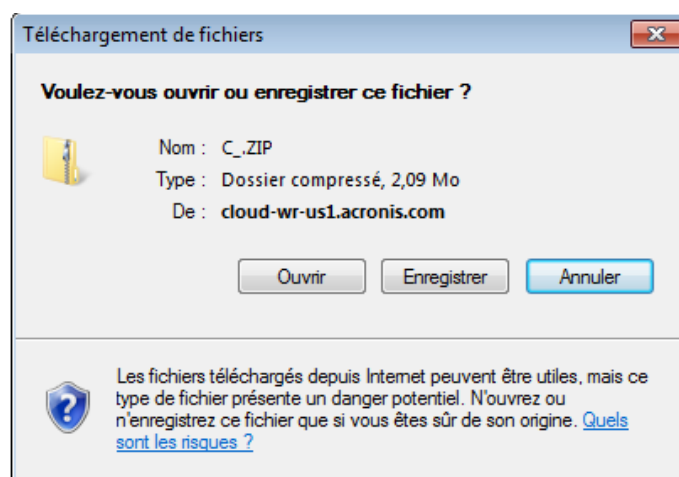 Téléchargement de fichiers
Voulez-vous ouvrir ou enregistrer ce fichier ?
Nom : C_.ZIP
Type : Dossier compressé, 2,09 Mo
De : cloud-wr-us1.acronis.com
Ouvrir Enregistrer Annuler
Les fichiers téléchargés depuis Internet peuvent être utiles, mais ce
type de fichier présente un danger potentiel. N'ouvrez ou
n'enregistrez ce fichier que si vous êtes sûr de son origine. Quels
sont les risques ?